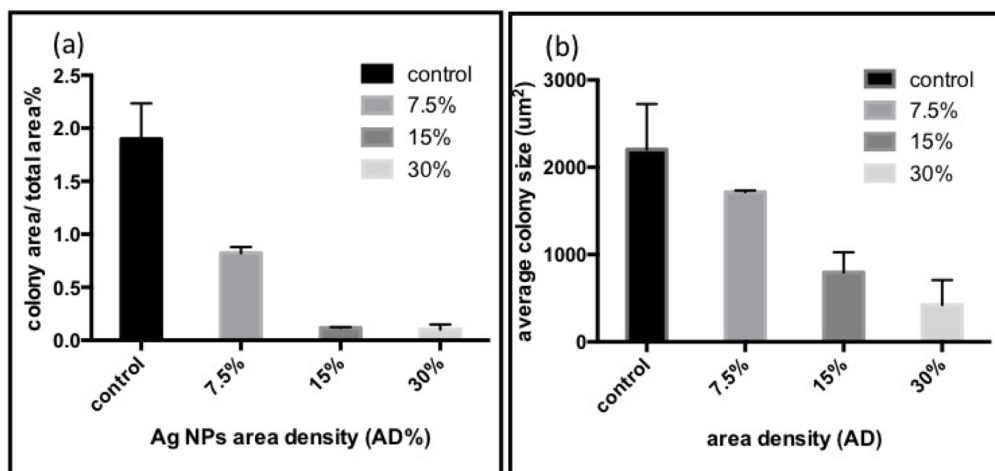 (a)
control
7.5%
15%
30%
2.5
2.0
1.5
1.0
0.5
0.0
colony area/ total area%
control
7.5%
15%
30%
Ag NPs area density (AD%)
(b)
control
7.5%
15%
30%
3000
2000
1000
0
average colony size (um²)
control
7.5%
15%
30%
area density (AD)